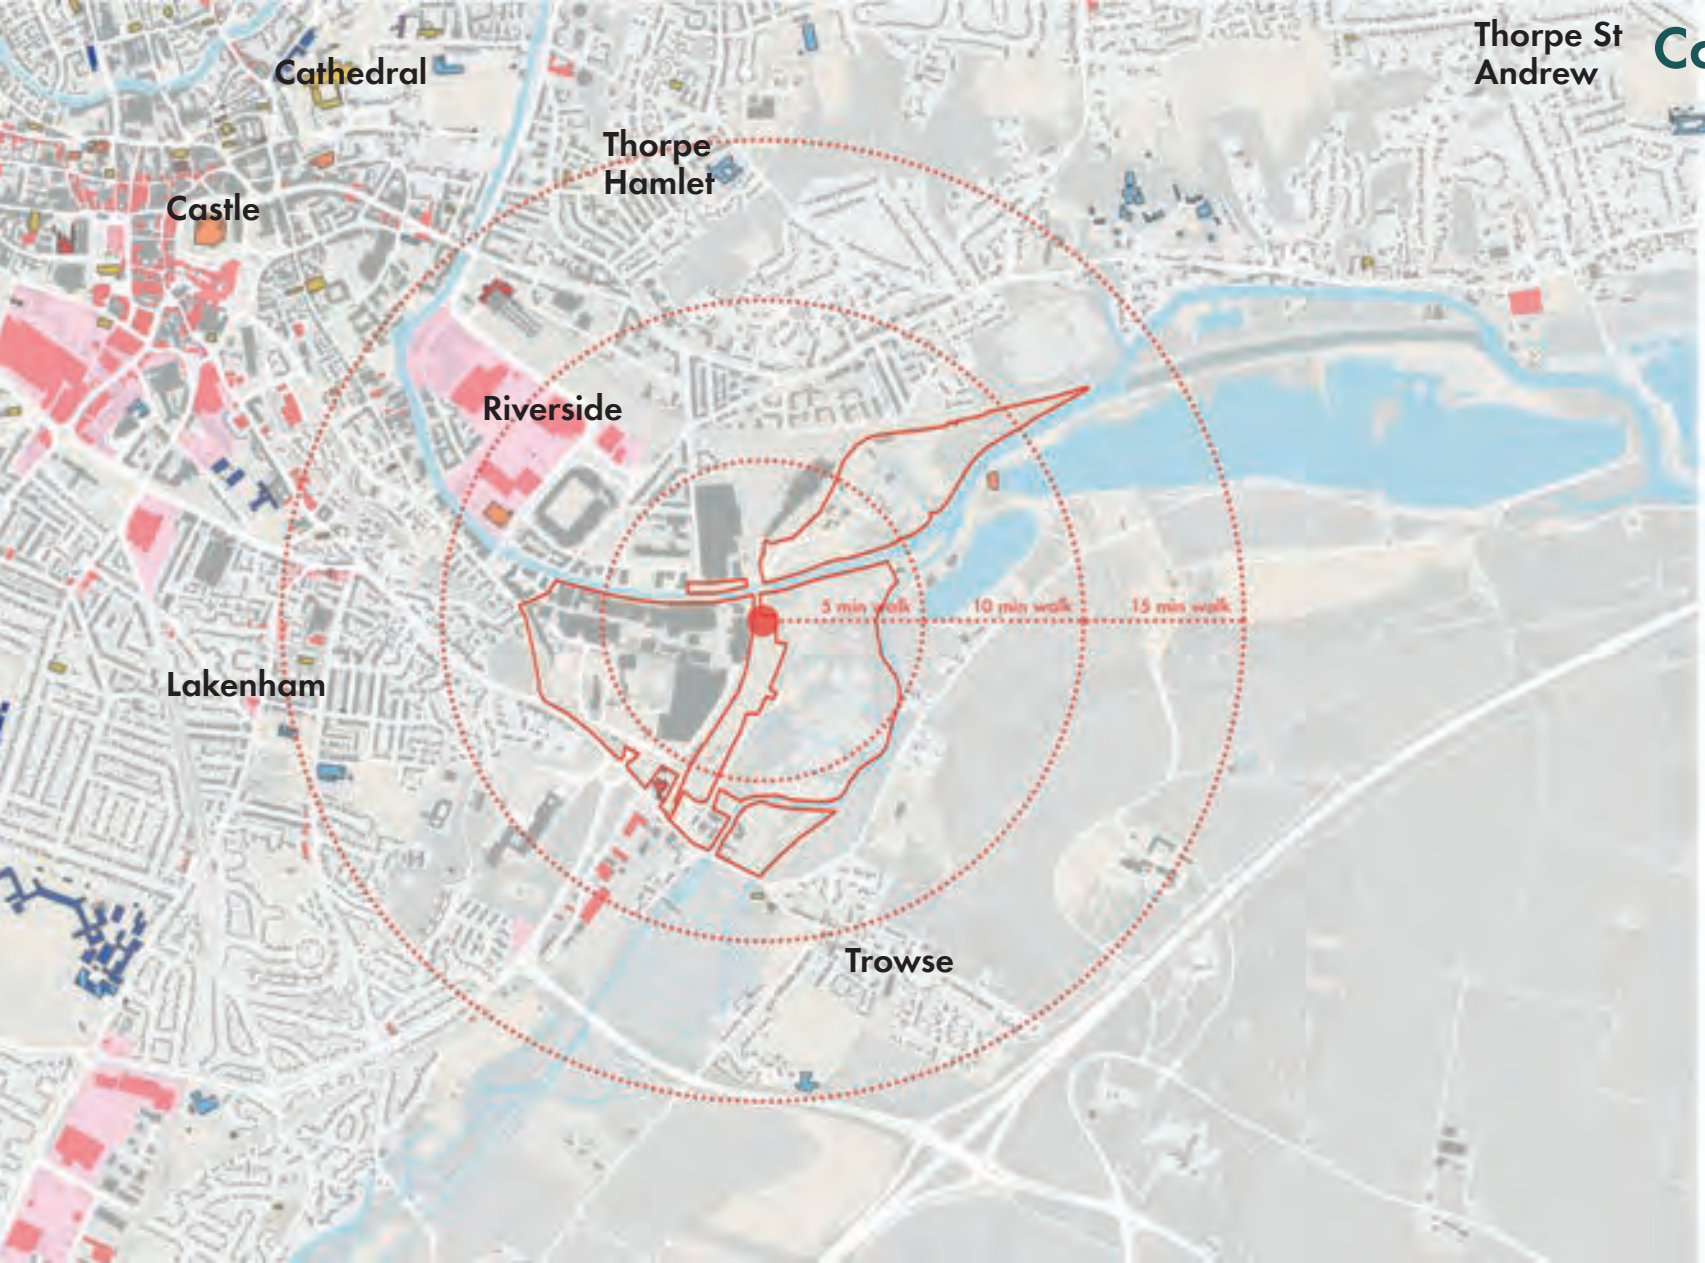 Thorpe St
Andrew
Cathedral
Thorpe
Hamlet
Castle
Riverside
5 min walk
10 min walk
15 min walk
Lakenham
Trowse